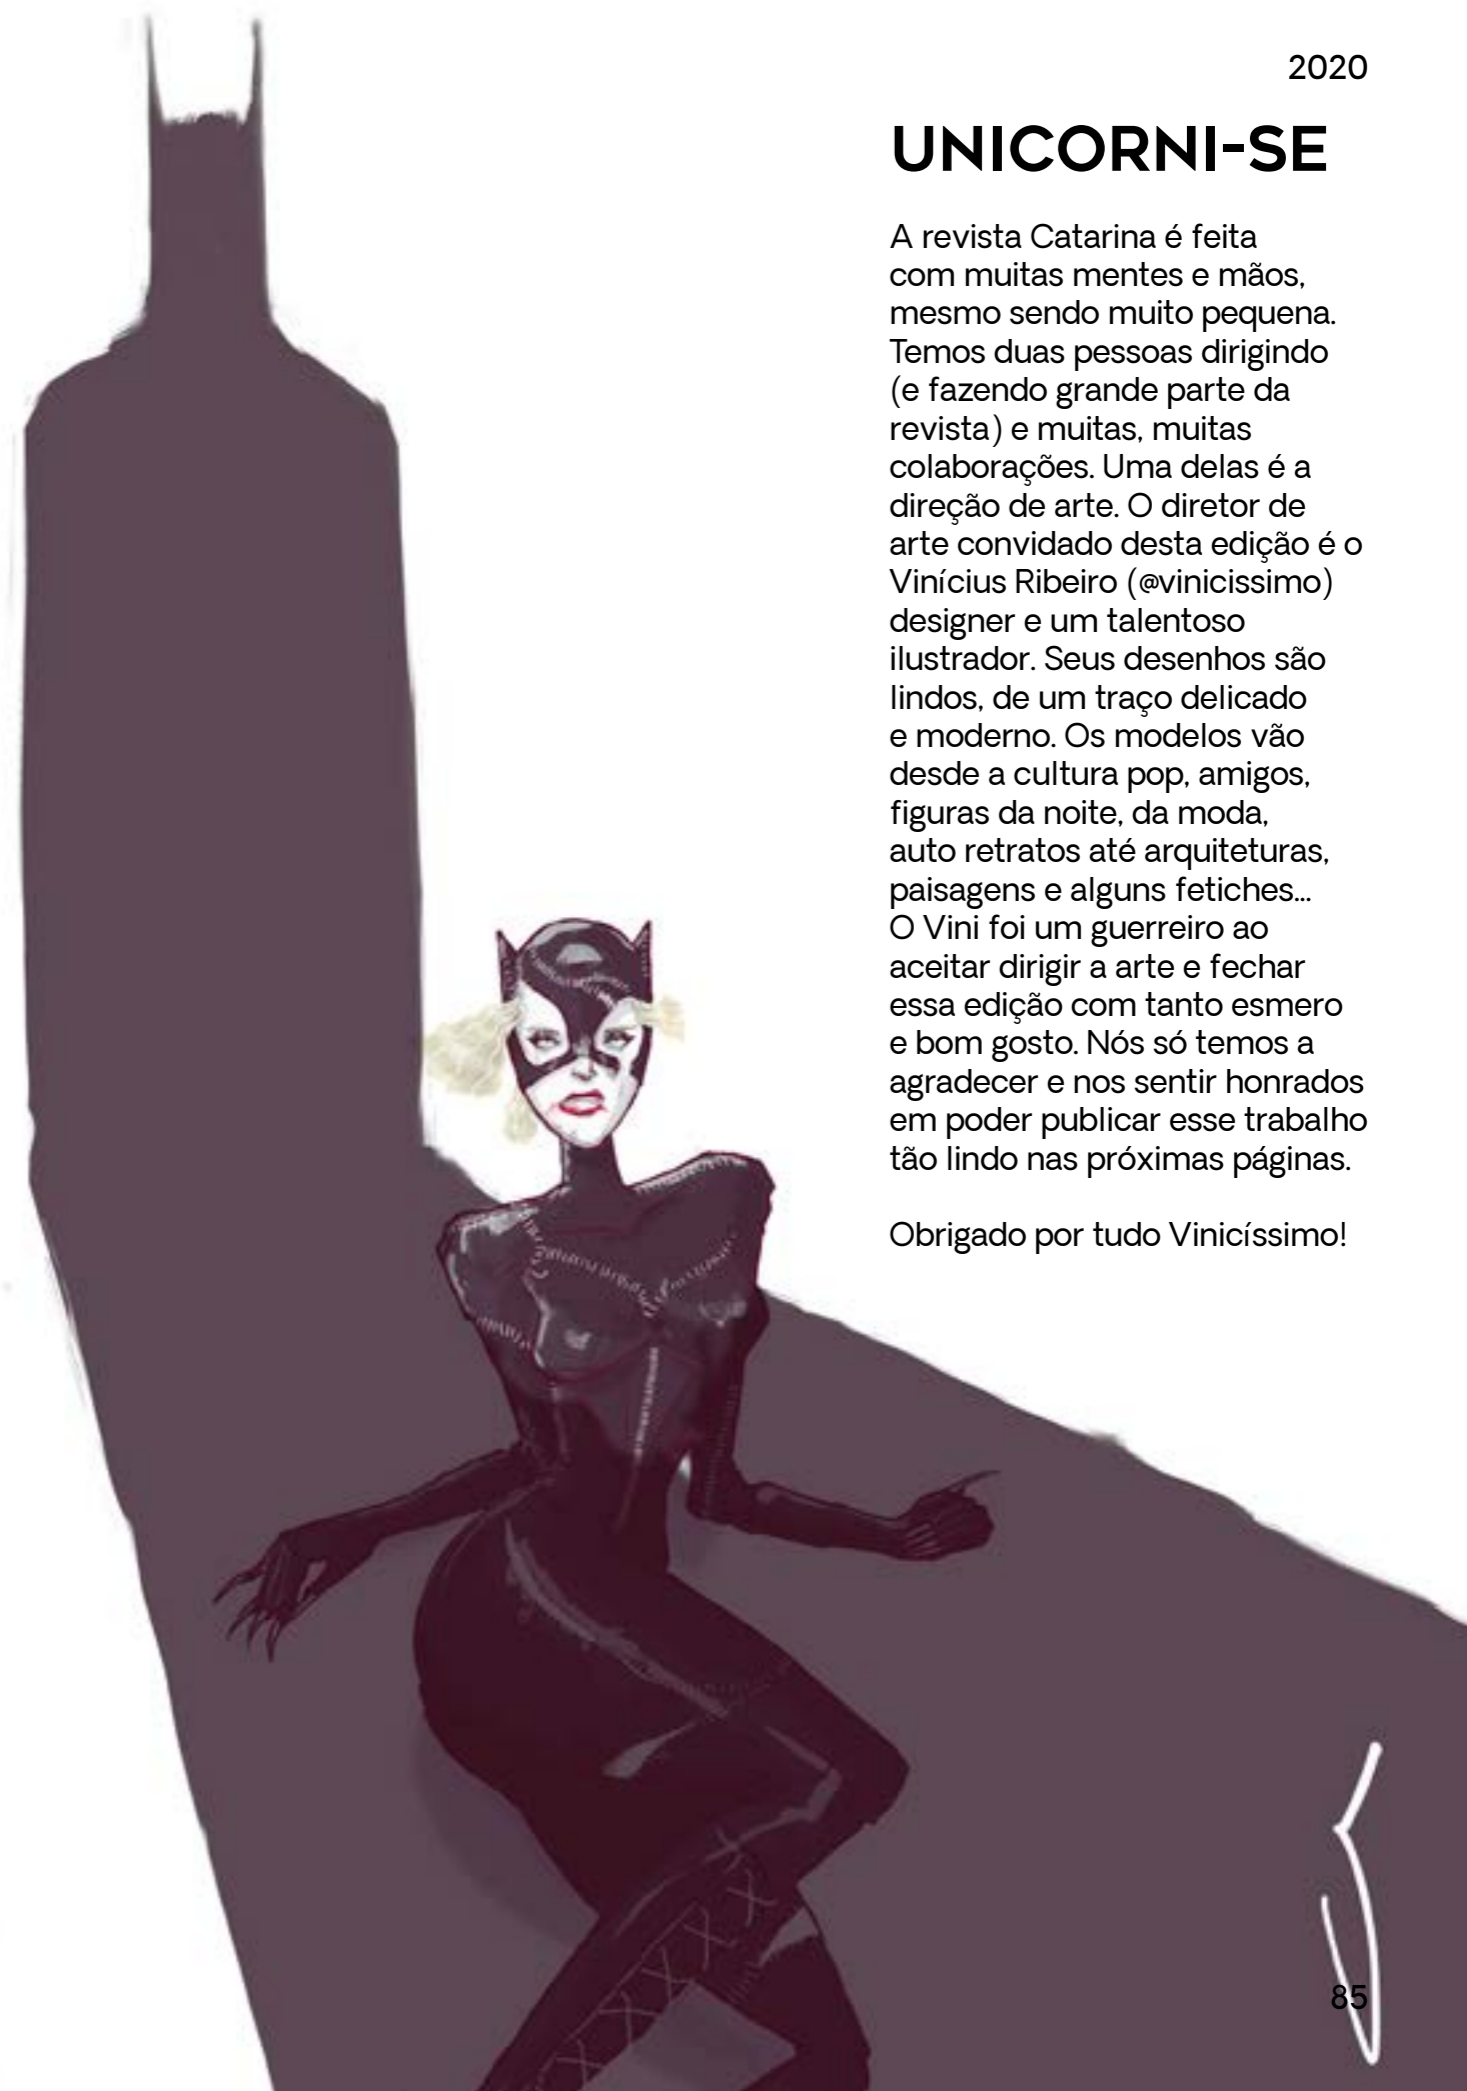 2020
UNICORNI-SE
A revista Catarina é feita
com muitas mentes e mãos,
mesmo sendo muito pequena.
Temos duas pessoas dirigindo
(e fazendo grande parte da
revista) e muitas, muitas
colaborações. Uma delas é a
direção de arte. O diretor de
arte convidado desta edição é o
Vinícius Ribeiro (@vinicissimo)
designer e um talentoso
ilustrador. Seus desenhos são
lindos, de um traço delicado
e moderno. Os modelos vão
desde a cultura pop, amigos,
figuras da noite, da moda,
auto retratos até arquiteturas,
paisagens e alguns fetiches...
O Vini foi um guerreiro ao
aceitar dirigir a arte e fechar
essa edição com tanto esmero
e bom gosto. Nós só temos a
agradecer e nos sentir honrados
em poder publicar esse trabalho
tão lindo nas próximas páginas.
Obrigado por tudo Vinicíssimo!
85